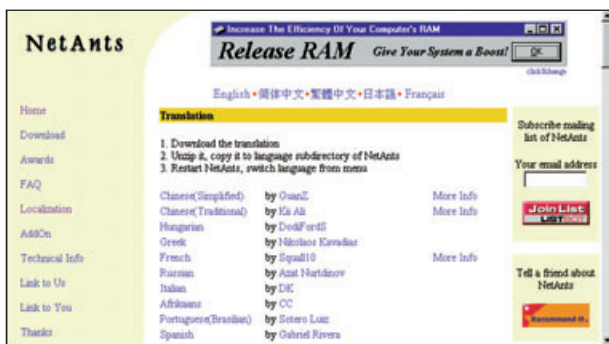 NetAnts
Increase The Efficiency Of Your Computer's RAM
Release RAM Give Your System a Boost! OK
English•简体中文•繁體中文•日本語•Français
Home
Download
Awards
FAQ
Localization
AddOn
Technical Info
Link to Us
Link to You
Thanks
Translation
1. Download the translation
2. Unzip it, copy it to language subdirectory of NetAnts
3. Restart NetAnts, switch language from menu
Chinese(Simplified) by GuanZ More Info
Chinese(Traditional) by Kii Ali More Info
Hungarian by DodiFordS
Greek by Nikolaos Kavadias
French by Squall10 More Info
Russian by Azat Nurtdinov
Italian by DK
Afrikaans by CC
Portuguese(Brasilian) by Sotero Luiz
Spanish by Gabriel Rivera
Subscribe mailing
list of NetAnts
Your email address
Join List
Tell a friend about
NetAnts
Recommend-It